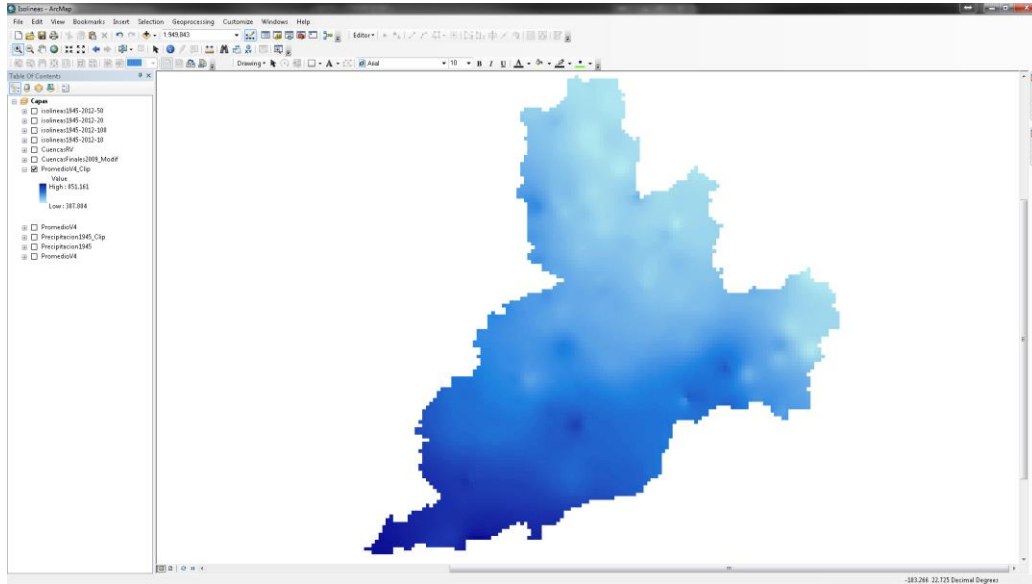 Isolineas - ArcMap
File Edit View Bookmarks Insert Selection Geoprocessing Customize Windows Help
1:949,843 Editor
Drawing A Arial 10 B I U A
Table Of Contents
Capas
isolineas1945-2012-50
isolineas1945-2012-20
isolineas1945-2012-100
isolineas1945-2012-10
CuencasRV
CuencasFinales2009_Modif
PromedioV4_Clip
Value
High : 851.161
Low : 387.804
PromedioV4
Precipitacion1945_Clip
Precipitacion1945
PromedioV4
-103.266 22.725 Decimal Degrees